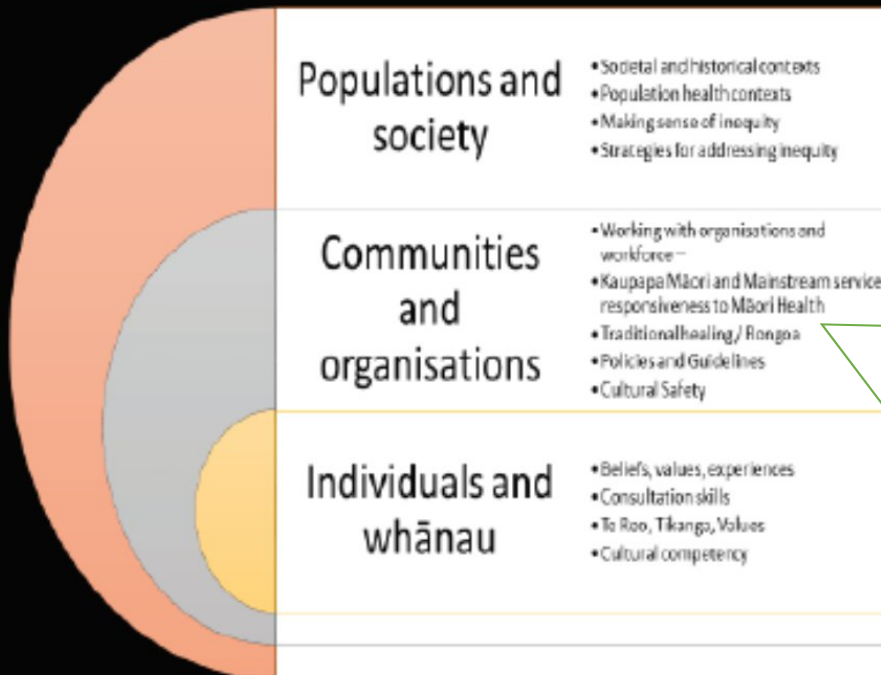 Populations and
society
•Societal and historical contexts
•Population health contexts
•Making sense of inequity
•Strategies for addressing inequity
Communities
and
organisations
•Working with organisations and
workforce –
•Kaupapa Māori and Mainstream service
responsiveness to Māori Health
•Traditional healing / Rongoa
•Policies and Guidelines
•Cultural Safety
Individuals and
whānau
•Beliefs, values, experiences
•Consultation skills
•Te Reo, Tikanga, Values
•Cultural competency